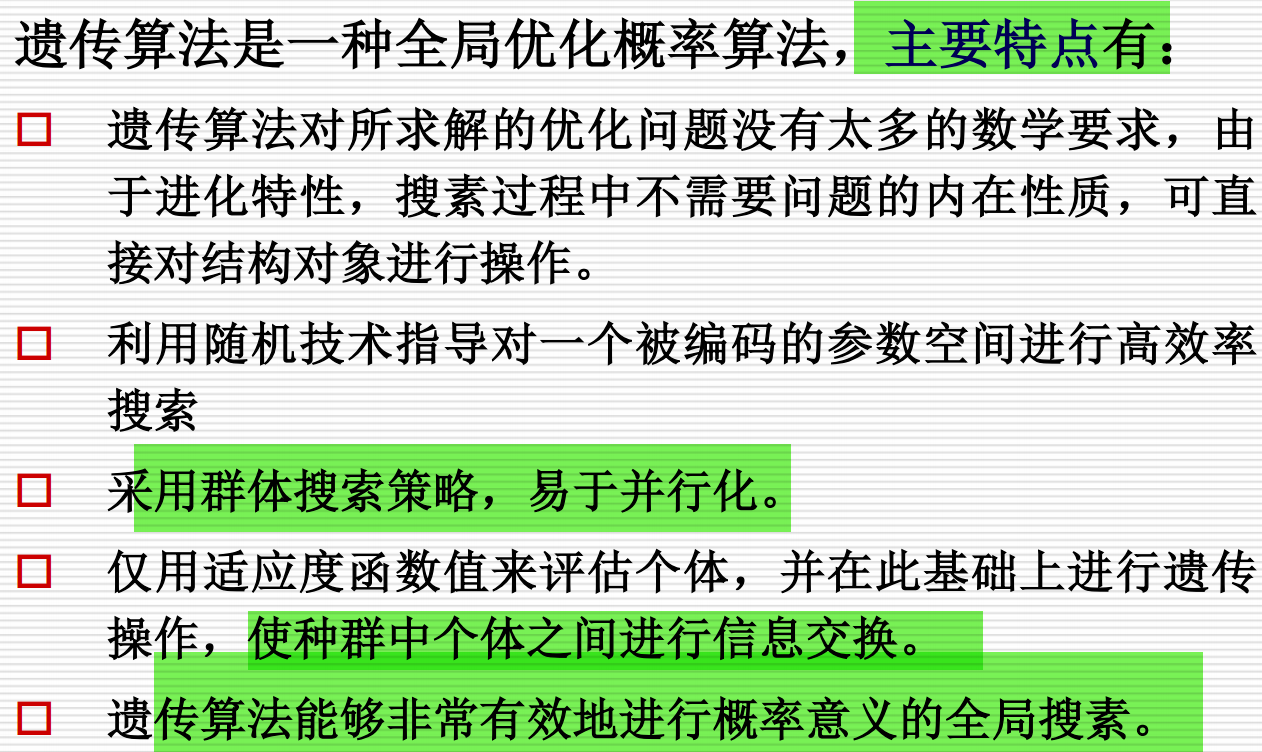 遗传算法是一种全局优化概率算法，主要特点有：
遗传算法对所求解的优化问题没有太多的数学要求，由
于进化特性，搜素过程中不需要问题的内在性质，可直
接对结构对象进行操作。
利用随机技术指导对一个被编码的参数空间进行高效率
搜索
采用群体搜索策略，易于并行化。
仅用适应度函数值来评估个体，并在此基础上进行遗传
操作，使种群中个体之间进行信息交换。
遗传算法能够非常有效地进行概率意义的全局搜素。